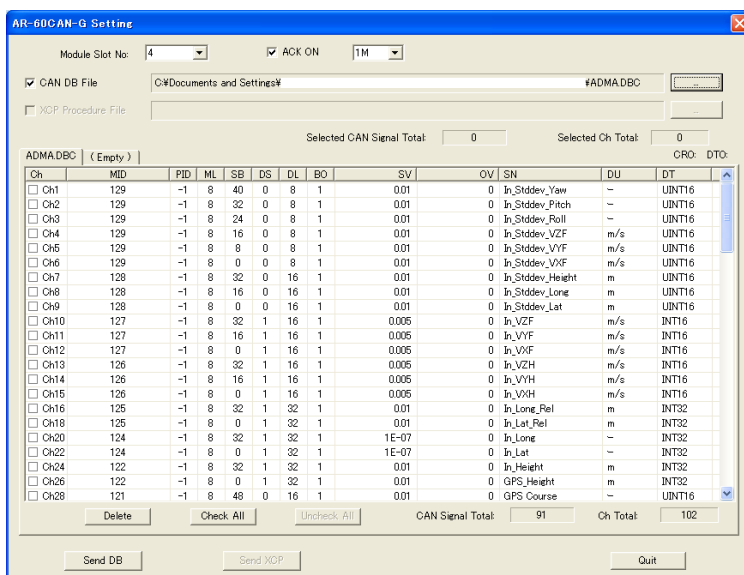 AR-60CAN-G Setting
Module Slot No: 4 ACK ON 1M
CAN DB File C:¥Documents and Settings¥ ¥ADMA.DBC ...
XCP Procedure File ...
Selected CAN Signal Total: 0 Selected Ch Total: 0
ADMA.DBC ( Empty ) CRO: DTO:
Ch MID PID ML SB DS DL BO SV OV SN DU DT
Ch1 129 -1 8 40 0 8 1 0.01 0 In_Stddev_Yaw ー UINT16
Ch2 129 -1 8 32 0 8 1 0.01 0 In_Stddev_Pitch ー UINT16
Ch3 129 -1 8 24 0 8 1 0.01 0 In_Stddev_Roll ー UINT16
Ch4 129 -1 8 16 0 8 1 0.01 0 In_Stddev_VZF m/s UINT16
Ch5 129 -1 8 8 0 8 1 0.01 0 In_Stddev_VYF m/s UINT16
Ch6 129 -1 8 0 0 8 1 0.01 0 In_Stddev_VXF m/s UINT16
Ch7 128 -1 8 32 0 16 1 0.01 0 In_Stddev_Height m UINT16
Ch8 128 -1 8 16 0 16 1 0.01 0 In_Stddev_Long m UINT16
Ch9 128 -1 8 0 0 16 1 0.01 0 In_Stddev_Lat m UINT16
Ch10 127 -1 8 32 1 16 1 0.005 0 In_VZF m/s INT16
Ch11 127 -1 8 16 1 16 1 0.005 0 In_VYF m/s INT16
Ch12 127 -1 8 0 1 16 1 0.005 0 In_VXF m/s INT16
Ch13 126 -1 8 32 1 16 1 0.005 0 In_VZH m/s INT16
Ch14 126 -1 8 16 1 16 1 0.005 0 In_VYH m/s INT16
Ch15 126 -1 8 0 1 16 1 0.005 0 In_VXH m/s INT16
Ch16 125 -1 8 32 1 32 1 0.01 0 In_Long_Rel m INT32
Ch18 125 -1 8 0 1 32 1 0.01 0 In_Lat_Rel m INT32
Ch20 124 -1 8 32 1 32 1 1E-07 0 In_Long ー INT32
Ch22 124 -1 8 0 1 32 1 1E-07 0 In_Lat ー INT32
Ch24 122 -1 8 32 1 32 1 0.01 0 In_Height m INT32
Ch26 122 -1 8 0 1 32 1 0.01 0 GPS_Height m INT32
Ch28 121 -1 8 48 0 16 1 0.01 0 GPS Course ー UINT16
Delete Check All Uncheck All CAN Signal Total: 91 Ch Total: 102
Send DB Send XCP Quit